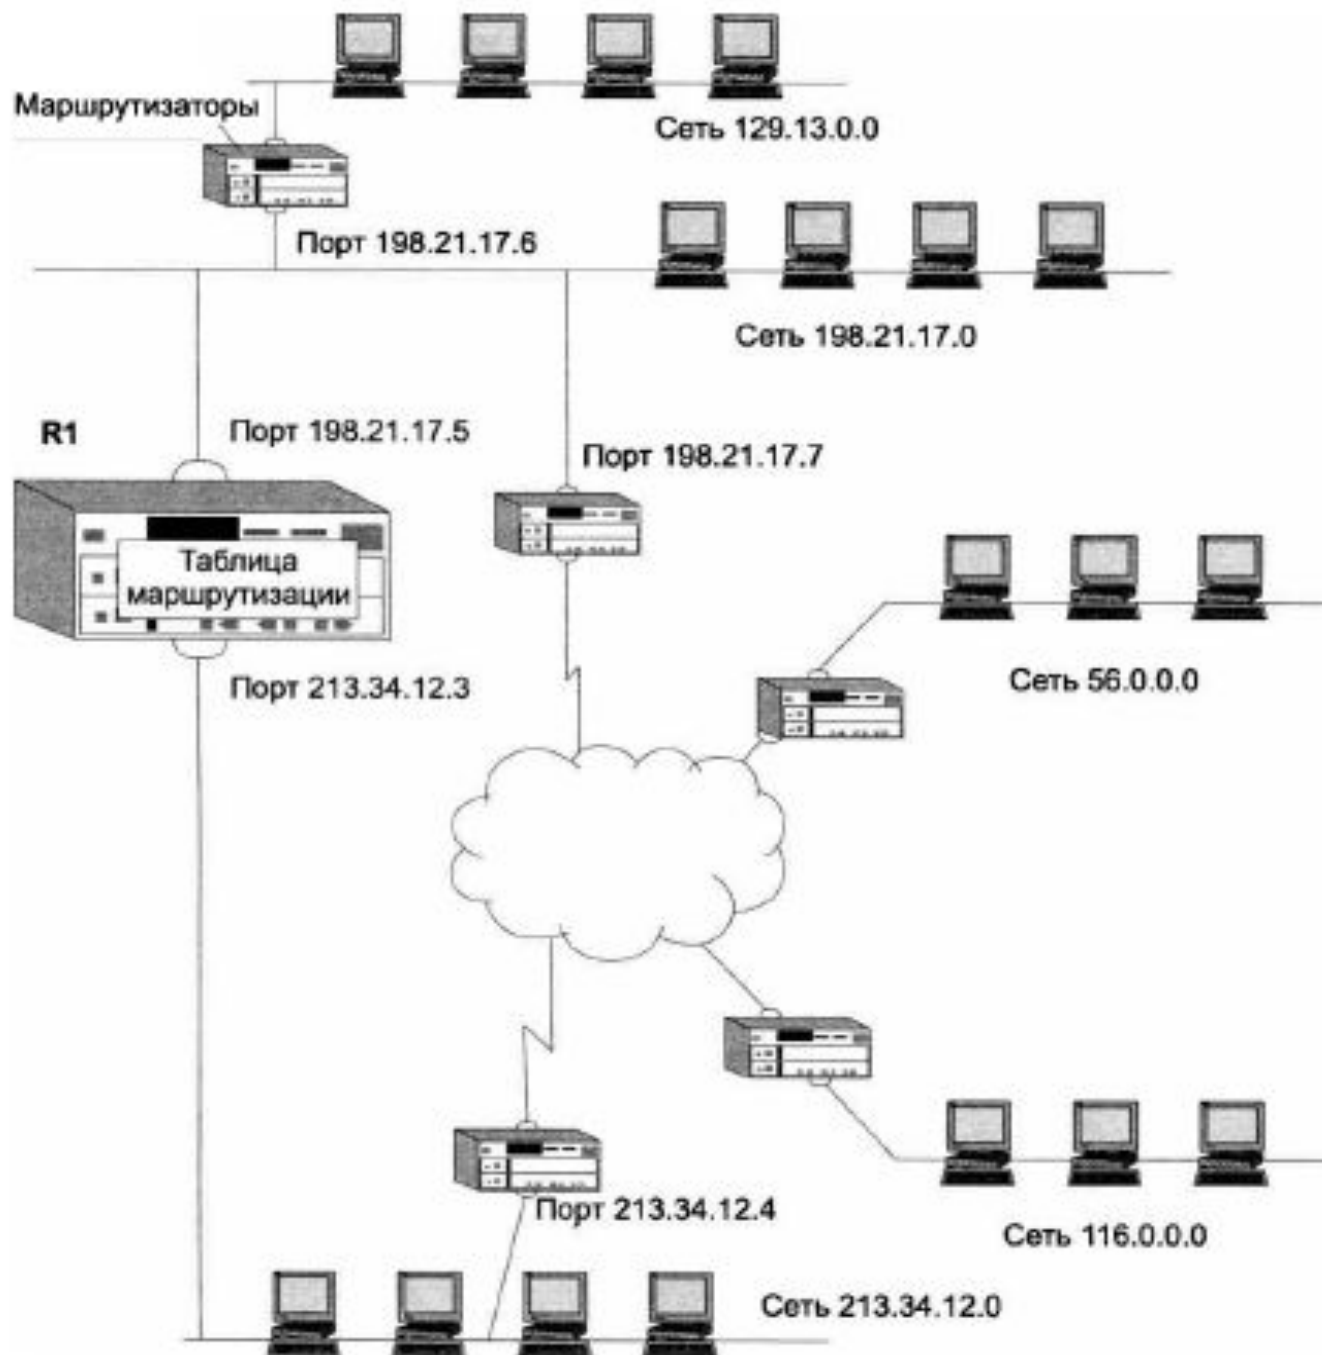 Маршрутизаторы
Сеть 129.13.0.0
Порт 198.21.17.6
Сеть 198.21.17.0
R1
Порт 198.21.17.5
Порт 198.21.17.7
Таблица
маршрутизации
Порт 213.34.12.3
Сеть 56.0.0.0
Порт 213.34.12.4
Сеть 116.0.0.0
Сеть 213.34.12.0